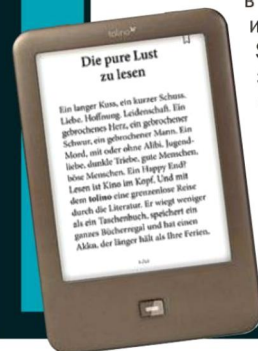 в
и
tolino
Die pure Lust
zu lesen
Ein langer Kuss, ein kurzer Schuss.
Liebe. Hoffnung. Leidenschaft. Ein
gebrochenes Herz, ein gebrochener
Schwur, ein gebrochener Mann. Ein
Mord, mit oder ohne Alibi. Jugend-
liebe, dunkle Triebe, gute Menschen,
böse Menschen. Ein Happy End?
Lesen ist Kino im Kopf. Und mit
dem tolino eine grenzenlose Reise
durch die Literatur. Er wiegt weniger
als ein Taschenbuch, speichert ein
ganzes Bücherregal und hat einen
Akku, der länger hält als Ihre Ferien.